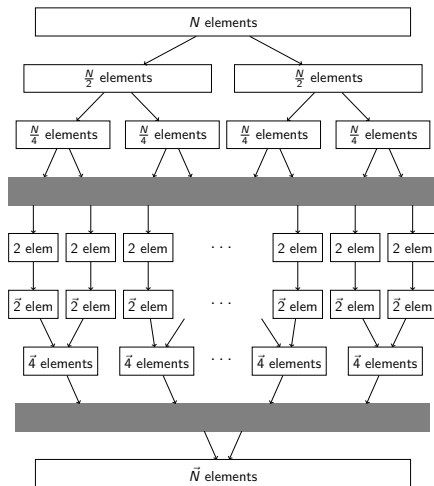 N elements
N/2 elements N/2 elements
N/4 elements N/4 elements N/4 elements N/4 elements
2 elem 2 elem 2 elem ... 2 elem 2 elem 2 elem
2⃗ elem 2⃗ elem 2⃗ elem ... 2⃗ elem 2⃗ elem 2⃗ elem
4⃗ elements 4⃗ elements ... 4⃗ elements 4⃗ elements
N⃗ elements